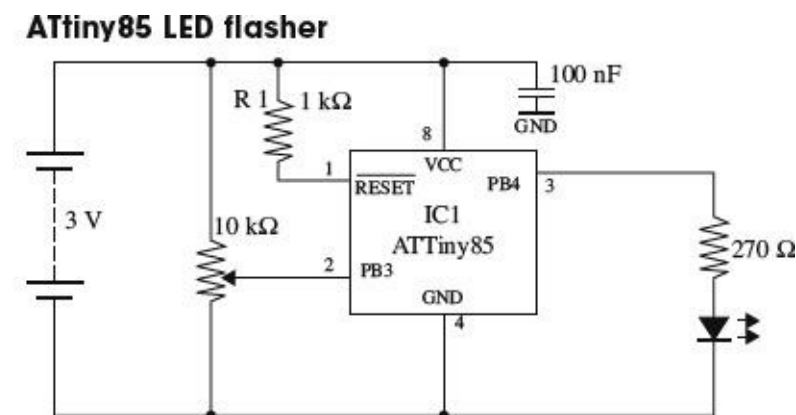 ATtiny85 LED flasher
100 nF
GND
R 1
1 kΩ
8
VCC
1
RESET
PB4
3
IC1
ATTiny85
3 V
10 kΩ
270 Ω
2
PB3
GND
4